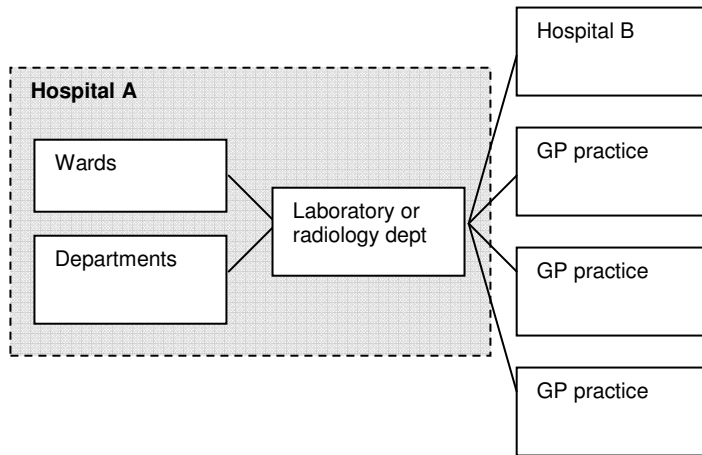 Hospital A
Wards
Departments
Laboratory or
radiology dept
Hospital B
GP practice
GP practice
GP practice